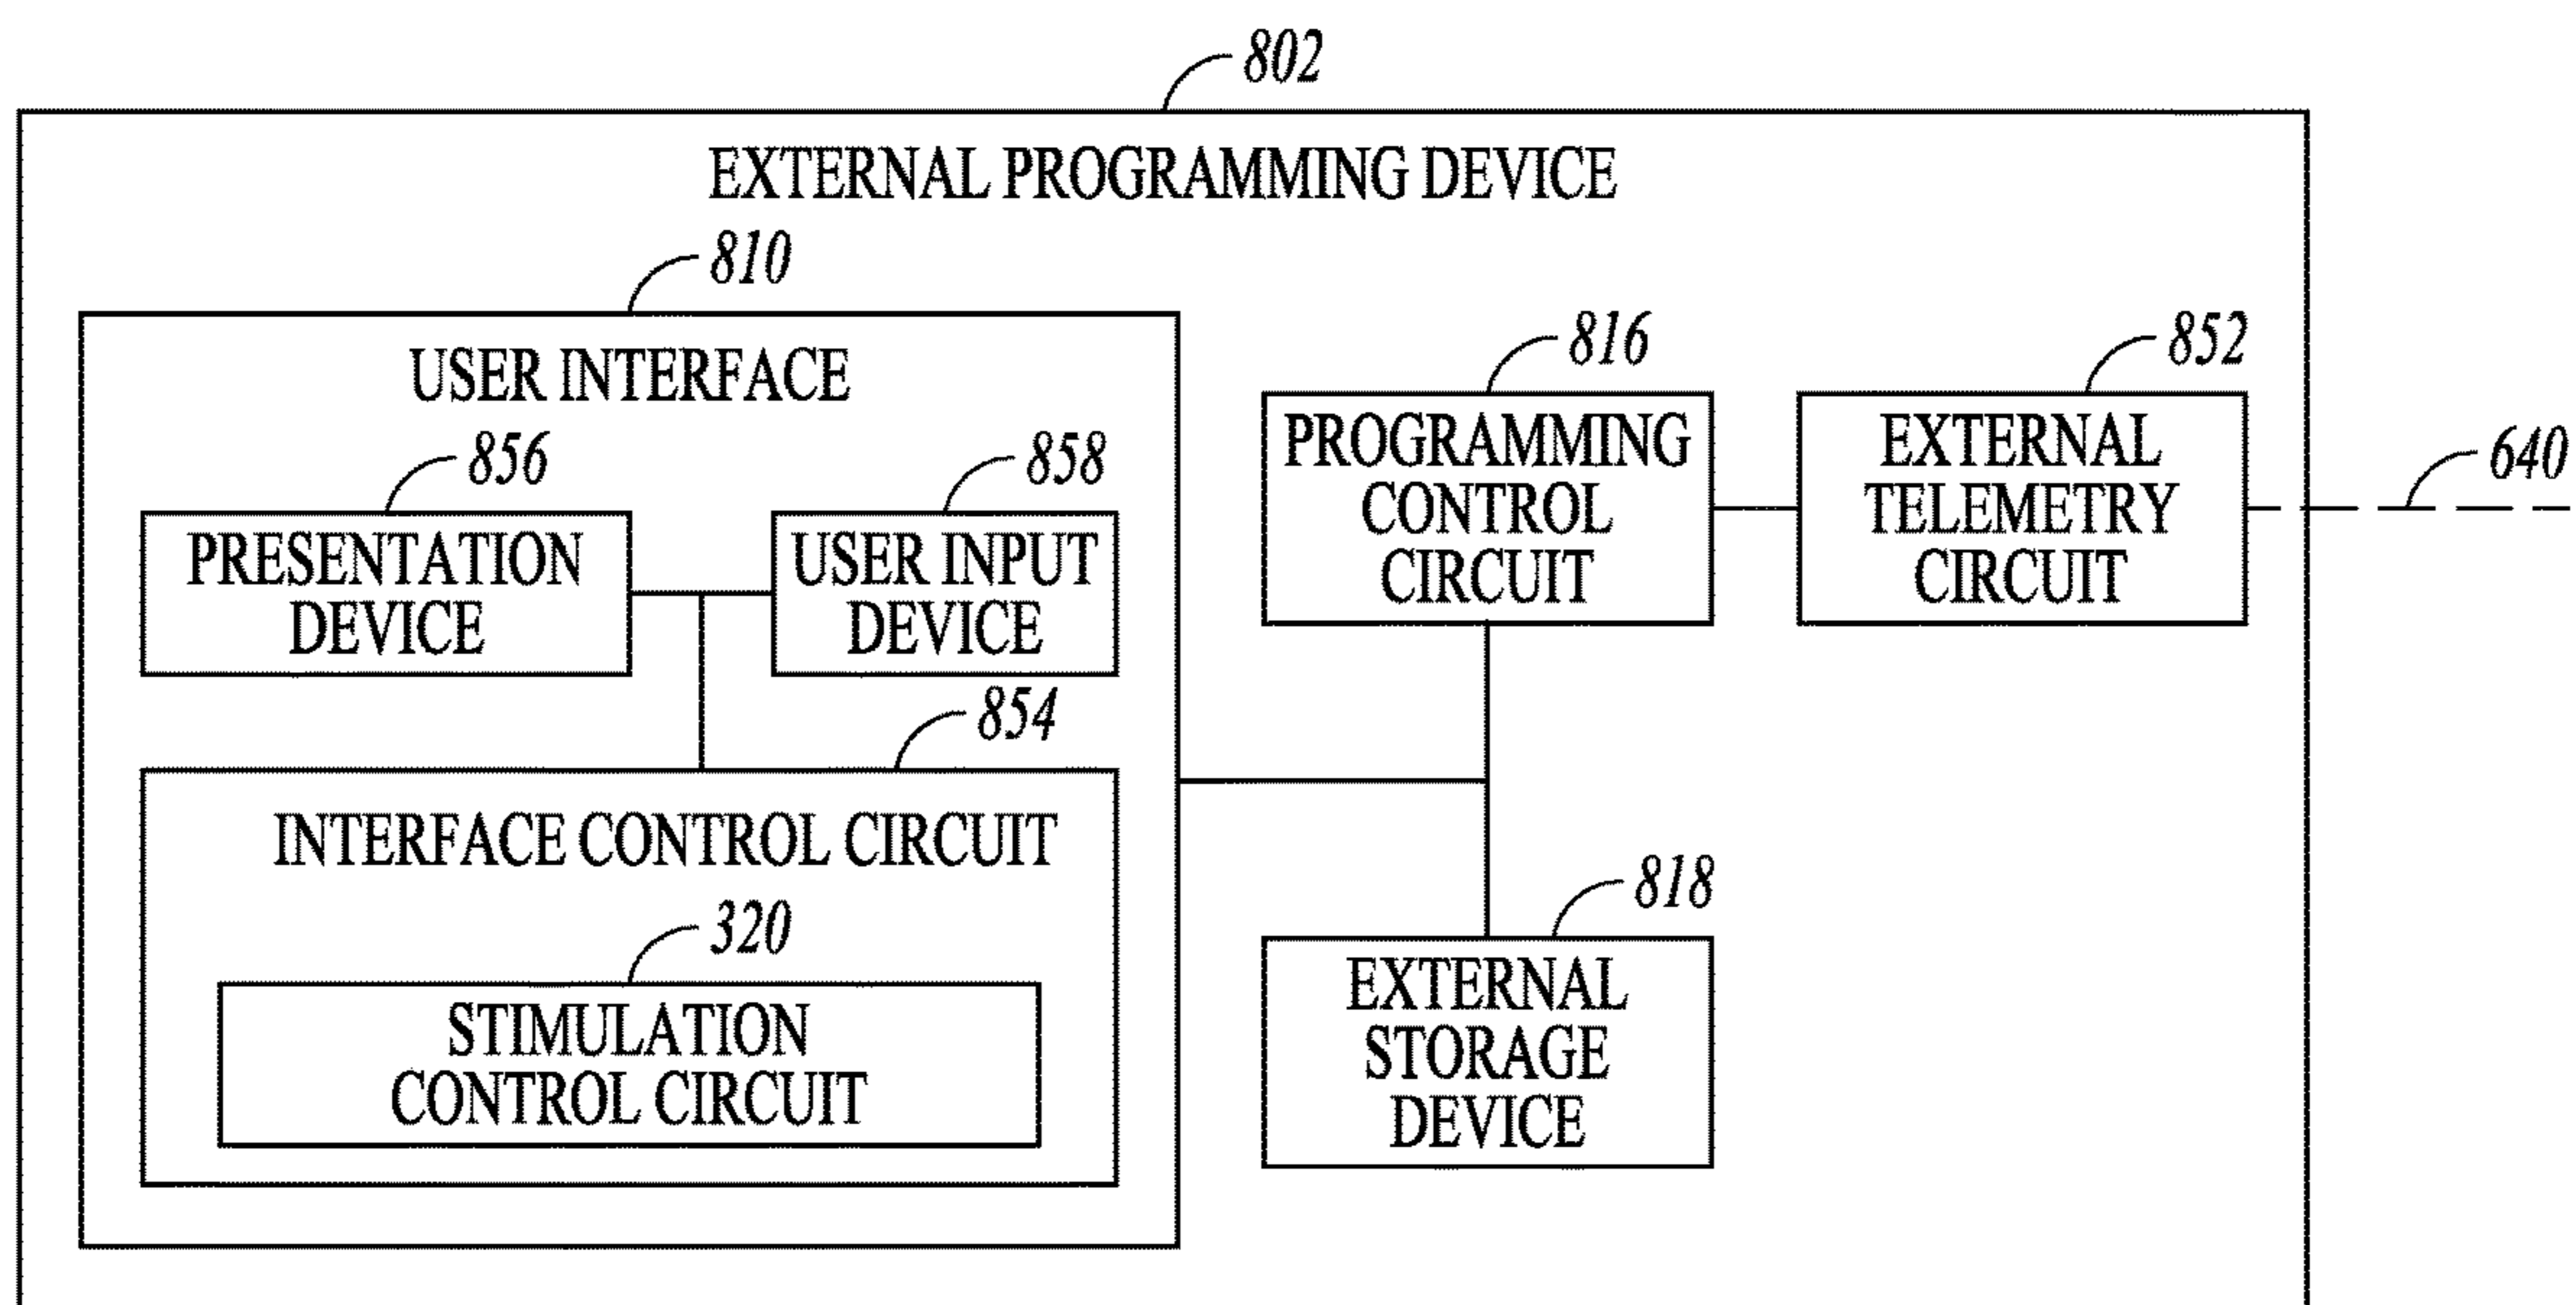 802
EXTERNAL PROGRAMMING DEVICE
810
USER INTERFACE
856
PRESENTATION
DEVICE
858
USER INPUT
DEVICE
854
INTERFACE CONTROL CIRCUIT
320
STIMULATION
CONTROL CIRCUIT
816
PROGRAMMING
CONTROL
CIRCUIT
852
EXTERNAL
TELEMETRY
CIRCUIT
640
818
EXTERNAL
STORAGE
DEVICE